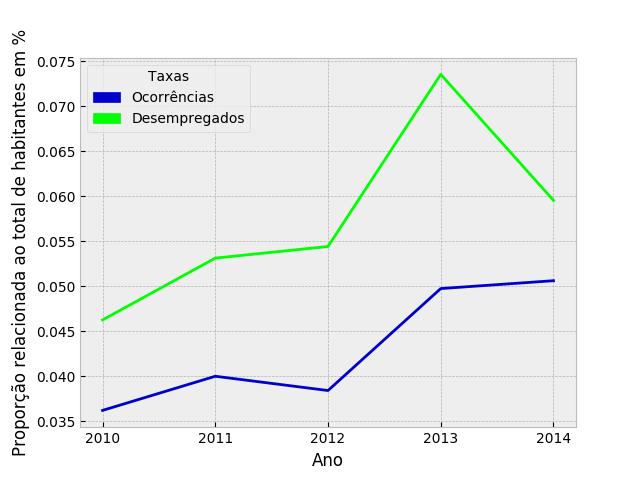 Proporção relacionada ao total de habitantes em %
0.075
0.070
0.065
0.060
0.055
0.050
0.045
0.040
0.035
Taxas
Ocorrências
Desempregados
2010 2011 2012 2013 2014
Ano